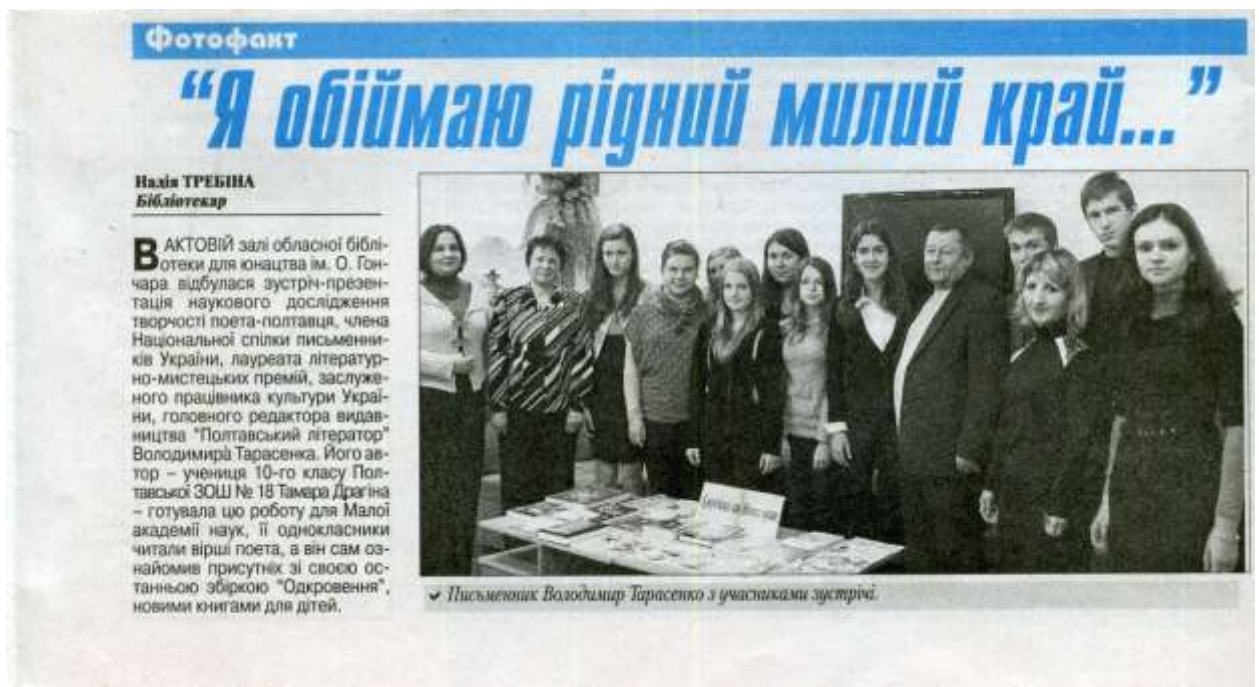 Фотофакт
“Я обіймаю рідний милий край...”
Надія ТРЕБІНА
Бібліотекар
В АКТОВІЙ залі обласної біблі-
отеки для юнацтва ім. О. Гон-
чара відбулася зустріч-презен-
тація наукового дослідження
творчості поета-полтавця, члена
Національної спілки письменни-
ків України, лауреата літератур-
но-мистецьких премій, заслуже-
ного працівника культури Украї-
ни, головного редактора видав-
ництва "Полтавський літератор"
Володимира Тарасенка. Його ав-
тор – учениця 10-го класу Пол-
тавської ЗОШ № 18 Тамара Драгіна
– готувала цю роботу для Малої
академії наук, її однокласники
читали вірші поета, а він сам оз-
найомив присутніх зі своєю ос-
танньою збіркою "Одкровення",
новими книгами для дітей.
Письменник Володимир Тарасенко з учасниками зустрічі.